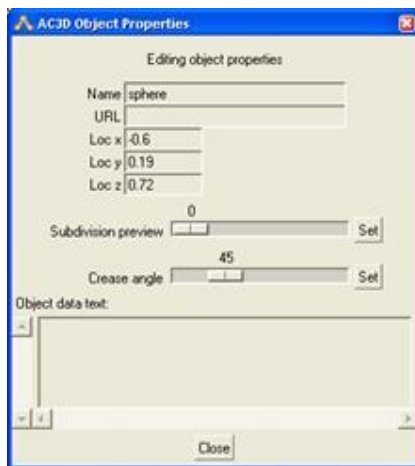 AC3D Object Properties
Editing object properties
Name sphere
URL
Loc x -0.6
Loc y 0.19
Loc z 0.72
0
Subdivision preview Set
45
Crease angle Set
Object data text:
Close